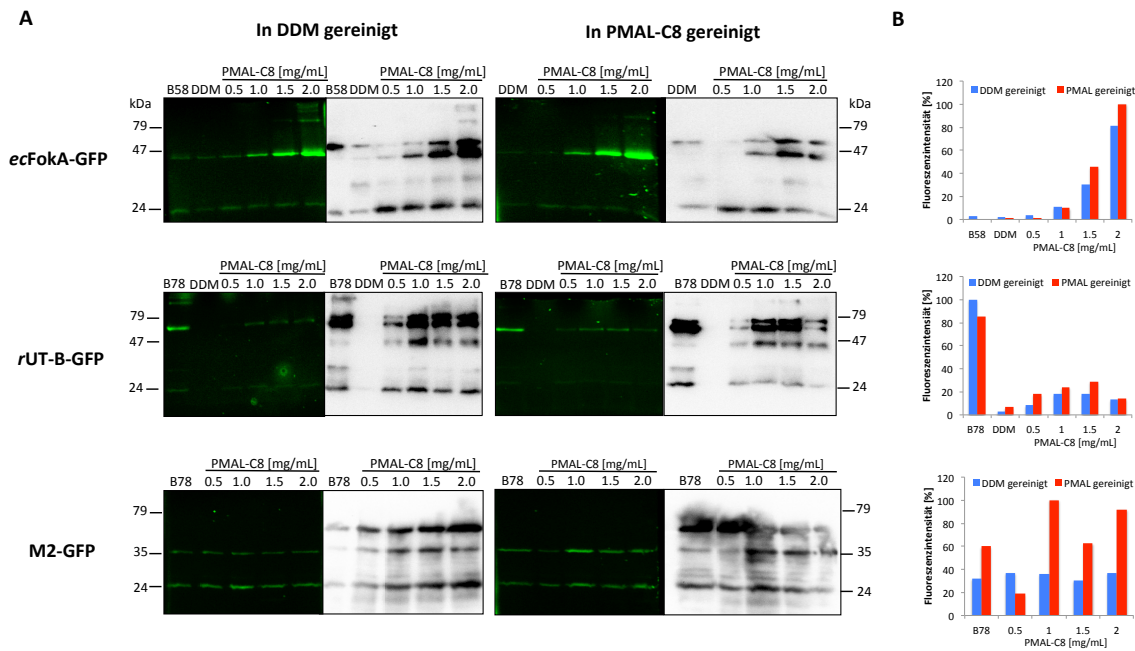 A
B
In DDM gereinigt
In PMAL-C8 gereinigt
PMAL-C8 [mg/mL] PMAL-C8 [mg/mL] PMAL-C8 [mg/mL] PMAL-C8 [mg/mL]
B58 DDM 0.5 1.0 1.5 2.0 B58 DDM 0.5 1.0 1.5 2.0 DDM 0.5 1.0 1.5 2.0 DDM 0.5 1.0 1.5 2.0
kDa kDa
79 79
47 47
24 24
ecFokA-GFP
Fluoreszenzintensität [%]
DDM gereinigt PMAL gereinigt
120
100
80
60
40
20
0
B58 DDM 0.5 1 1.5 2
PMAL-C8 [mg/mL]
PMAL-C8 [mg/mL] PMAL-C8 [mg/mL] PMAL-C8 [mg/mL] PMAL-C8 [mg/mL]
B78 DDM 0.5 1.0 1.5 2.0 B78 DDM 0.5 1.0 1.5 2.0 B78 DDM 0.5 1.0 1.5 2.0 B78 DDM 0.5 1.0 1.5 2.0
79 79
47 47
24 24
rUT-B-GFP
Fluoreszenzintensiät [%]
DDM gereinigt PMAL gereinigt
120
100
80
60
40
20
0
B78 DDM 0.5 1 1.5 2
PMAL-C8 [mg/mL]
PMAL-C8 [mg/mL] PMAL-C8 [mg/mL] PMAL-C8 [mg/mL] PMAL-C8 [mg/mL]
B78 0.5 1.0 1.5 2.0 B78 0.5 1.0 1.5 2.0 B78 0.5 1.0 1.5 2.0 B78 0.5 1.0 1.5 2.0
79 79
35 35
24 24
M2-GFP
Fluoreszenzintensität [%]
DDM gereinigt PMAL gereinigt
120
100
80
60
40
20
0
B78 0.5 1 1.5 2
PMAL-C8 [mg/mL]